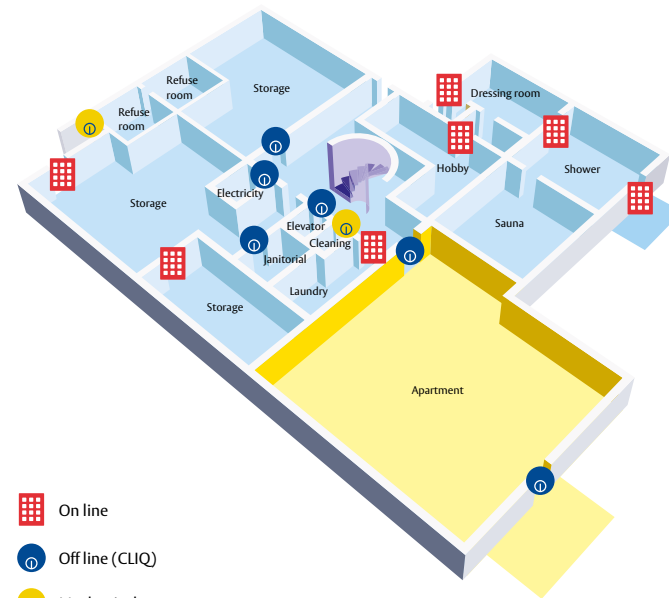 Refuse
room
Storage
Dressing room
Refuse
room
Hobby
Shower
Storage
Electricity
Sauna
Elevator
Cleaning
Janitorial
Laundry
Storage
Apartment
On line
Off line (CLIQ)